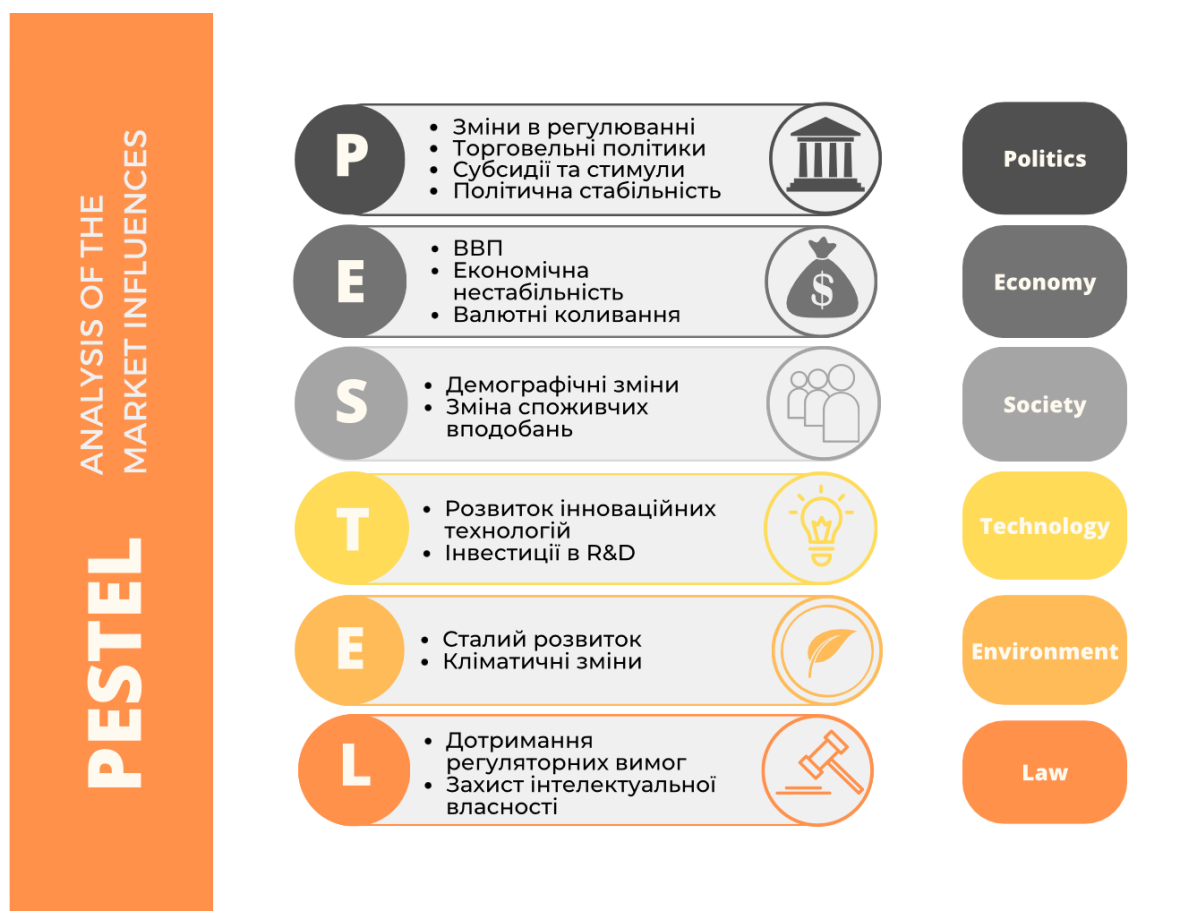 PESTEL
ANALYSIS OF THE
MARKET INFLUENCES
P
• Зміни в регулюванні
• Торговельні політики
• Субсидії та стимули
• Політична стабільність
Politics
E
• ВВП
• Економічна
нестабільність
• Валютні коливання
$
Economy
S
• Демографічні зміни
• Зміна споживчих
вподобань
Society
T
• Розвиток інноваційних
технологій
• Інвестиції в R&D
Technology
E
• Сталий розвиток
• Кліматичні зміни
Environment
L
• Дотримання
регуляторних вимог
• Захист інтелектуальної
власності
Law